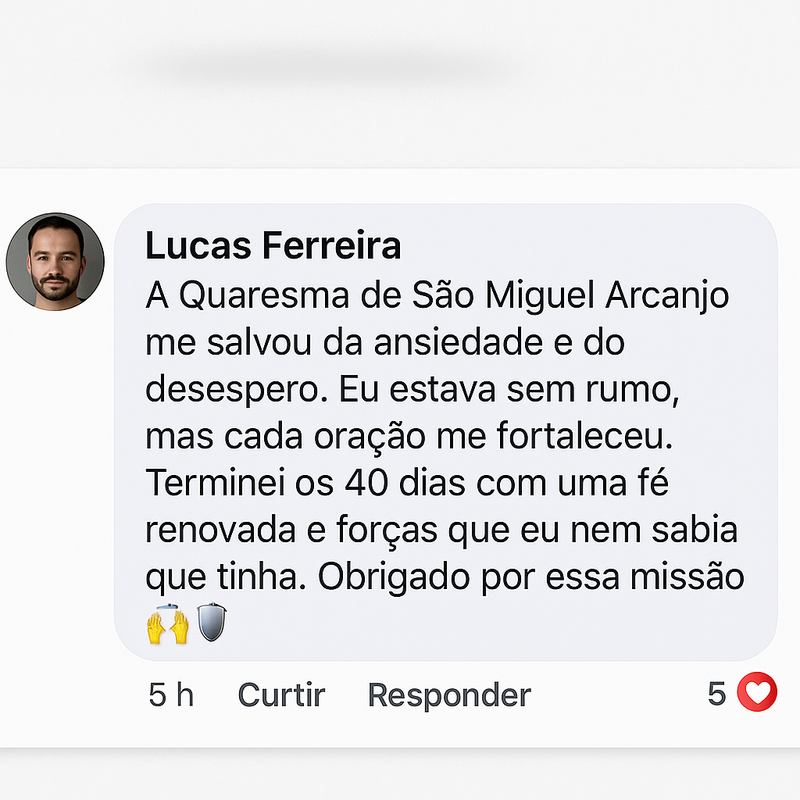 Lucas Ferreira
A Quaresma de São Miguel Arcanjo
me salvou da ansiedade e do
desespero. Eu estava sem rumo,
mas cada oração me fortaleceu.
Terminei os 40 dias com uma fé
renovada e forças que eu nem sabia
que tinha. Obrigado por essa missão
5 h Curtir Responder 5